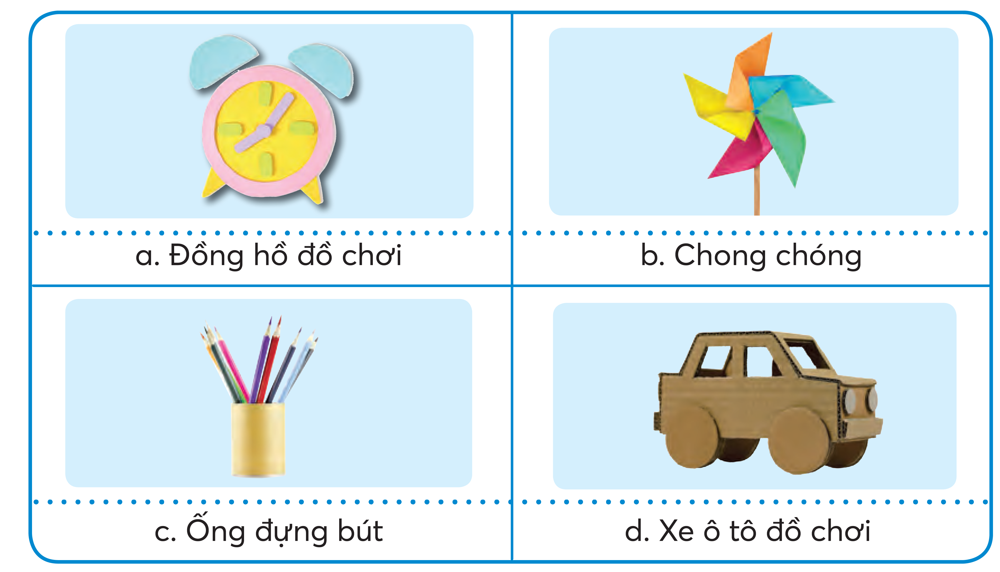 a. Đồng hồ đồ chơi
b. Chong chóng
c. Ống đựng bút
d. Xe ô tô đồ chơi